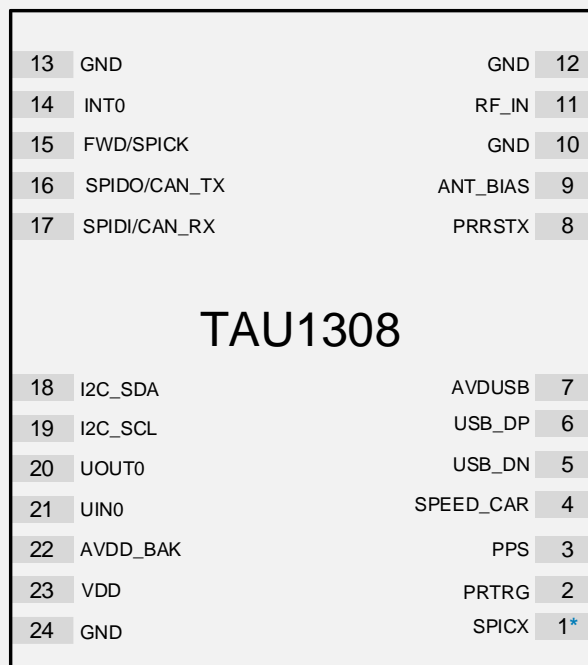 13 GND GND 12
14 INT0 RF_IN 11
15 FWD/SPICK GND 10
16 SPIDO/CAN_TX ANT_BIAS 9
17 SPIDI/CAN_RX PRRSTX 8
TAU1308
18 I2C_SDA AVDUSB 7
19 I2C_SCL USB_DP 6
20 UOUT0 USB_DN 5
21 UIN0 SPEED_CAR 4
22 AVDD_BAK PPS 3
23 VDD PRTRG 2
24 GND SPICX 1*